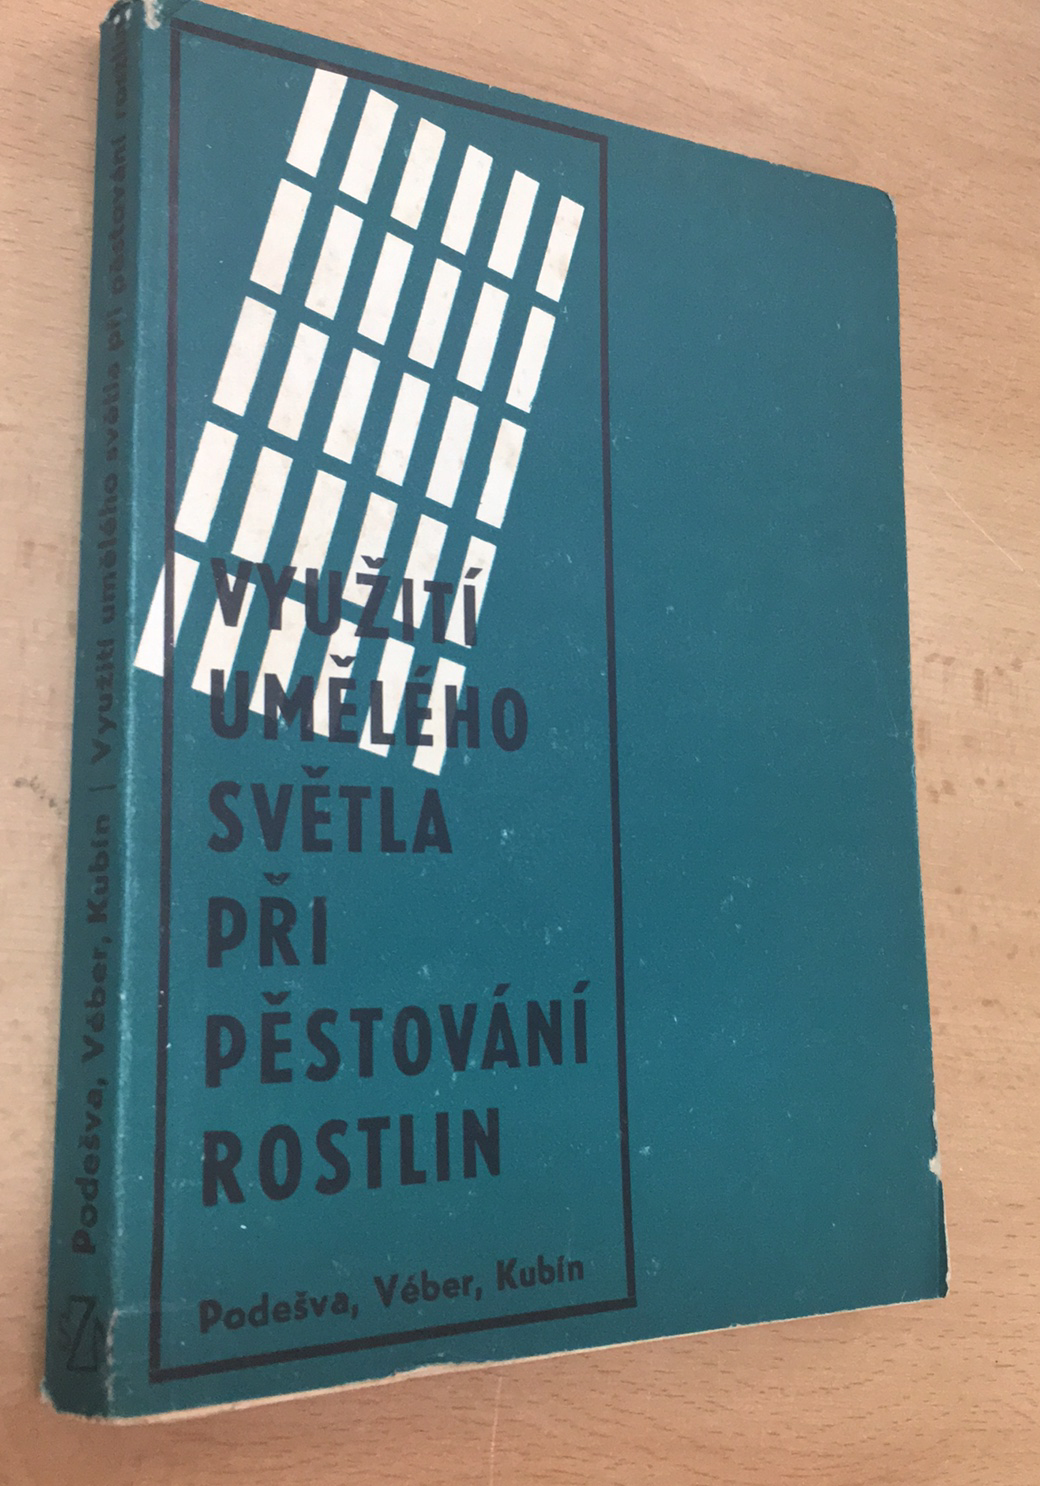 VYUŽITÍ
UMĚLÉHO
SVĚTLA
PŘI
PĚSTOVÁNÍ
ROSTLIN
Podešva, Véber, Kubín
Podešva, Véber, Kubín | Využití umělého světla při pěstování rostlin